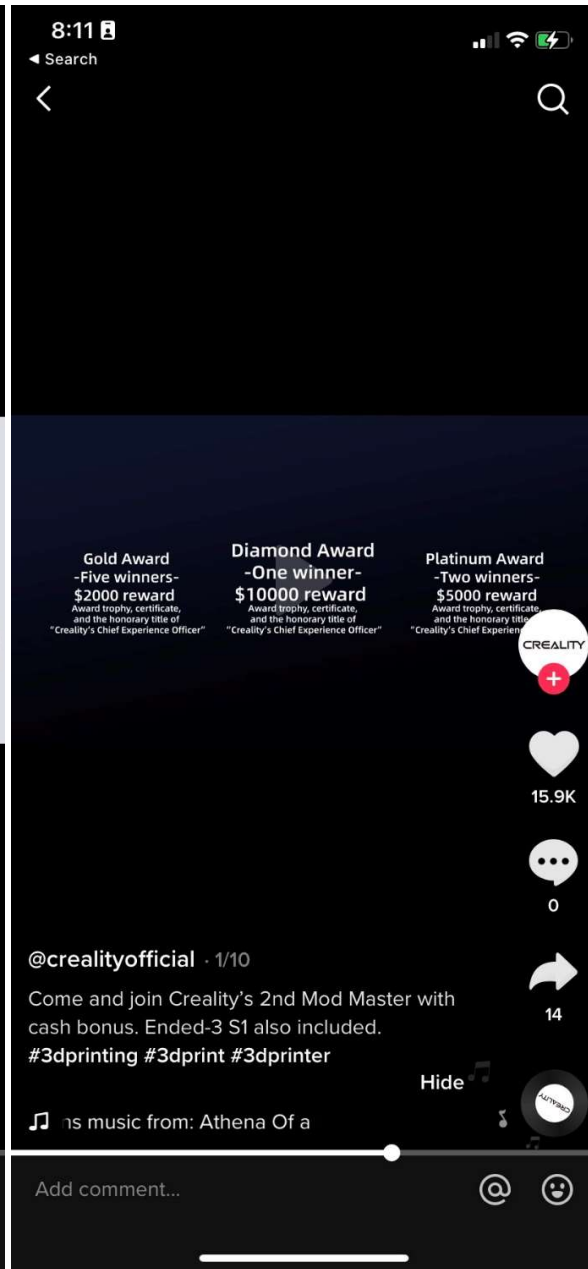 8:11
◀ Search
Gold Award
-Five winners-
$2000 reward
Award trophy, certificate,
and the honorary title of
"Creality's Chief Experience Officer"
Diamond Award
-One winner-
$10000 reward
Award trophy, certificate,
and the honorary title of
"Creality's Chief Experience Officer"
Platinum Award
-Two winners-
$5000 reward
Award trophy, certificate,
and the honorary title
"Creality's Chief Experien
CREALITY
15.9K
0
14
@crealityofficial · 1/10
Come and join Creality's 2nd Mod Master with
cash bonus. Ended-3 S1 also included.
#3dprinting #3dprint #3dprinter
Hide
CREALITY
ns music from: Athena Of a
Add comment...